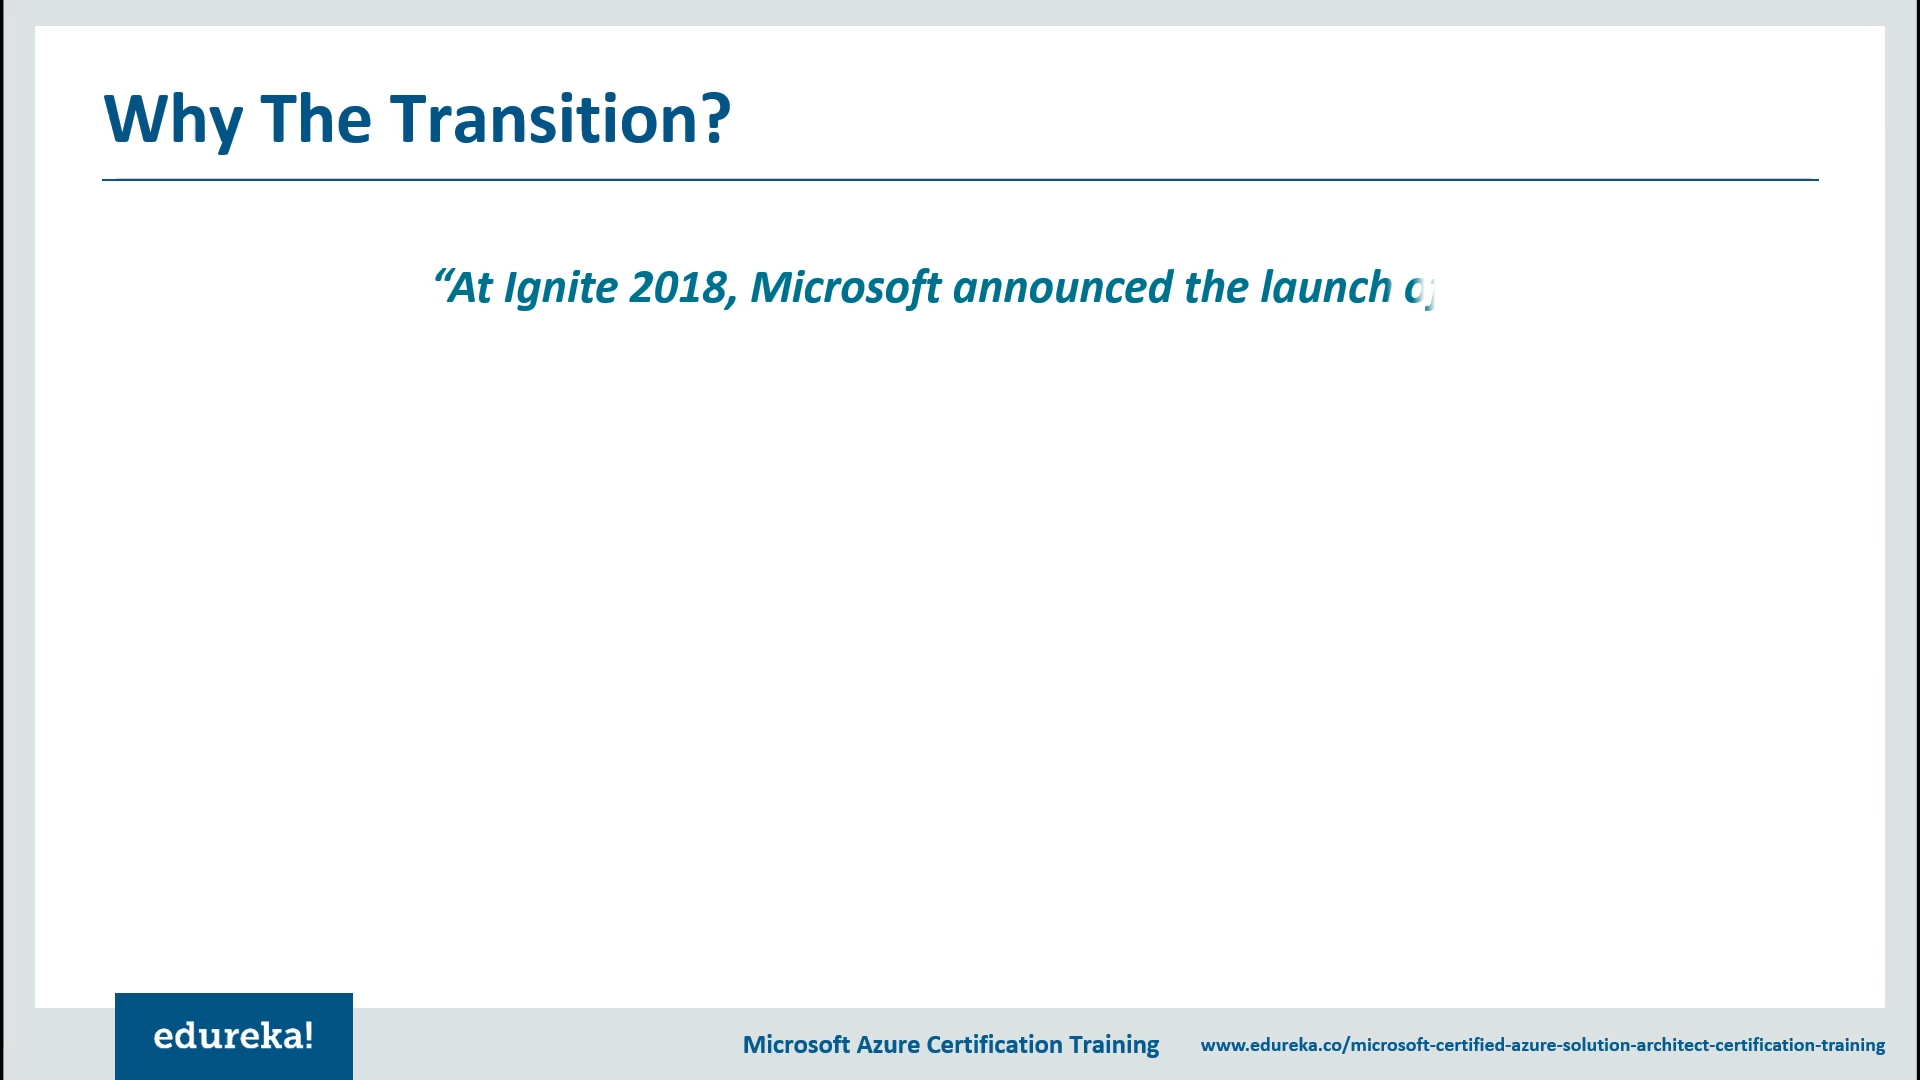 Why The Transition?
“At Ignite 2018, Microsoft announced the launch of
edureka!
Microsoft Azure Certification Training
www.edureka.co/microsoft-certified-azure-solution-architect-certification-training